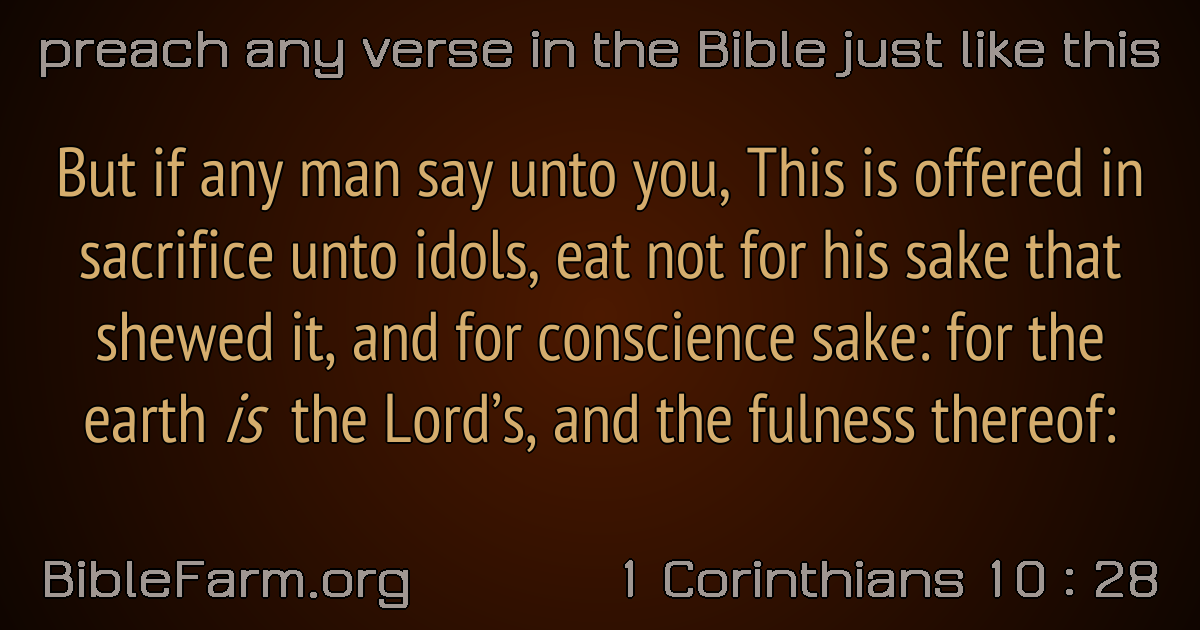 preach any verse in the Bible just like this
But if any man say unto you, This is offered in
sacrifice unto idols, eat not for his sake that
shewed it, and for conscience sake: for the
earth is the Lord’s, and the fulness thereof:
BibleFarm.org
1 Corinthians 10 : 28